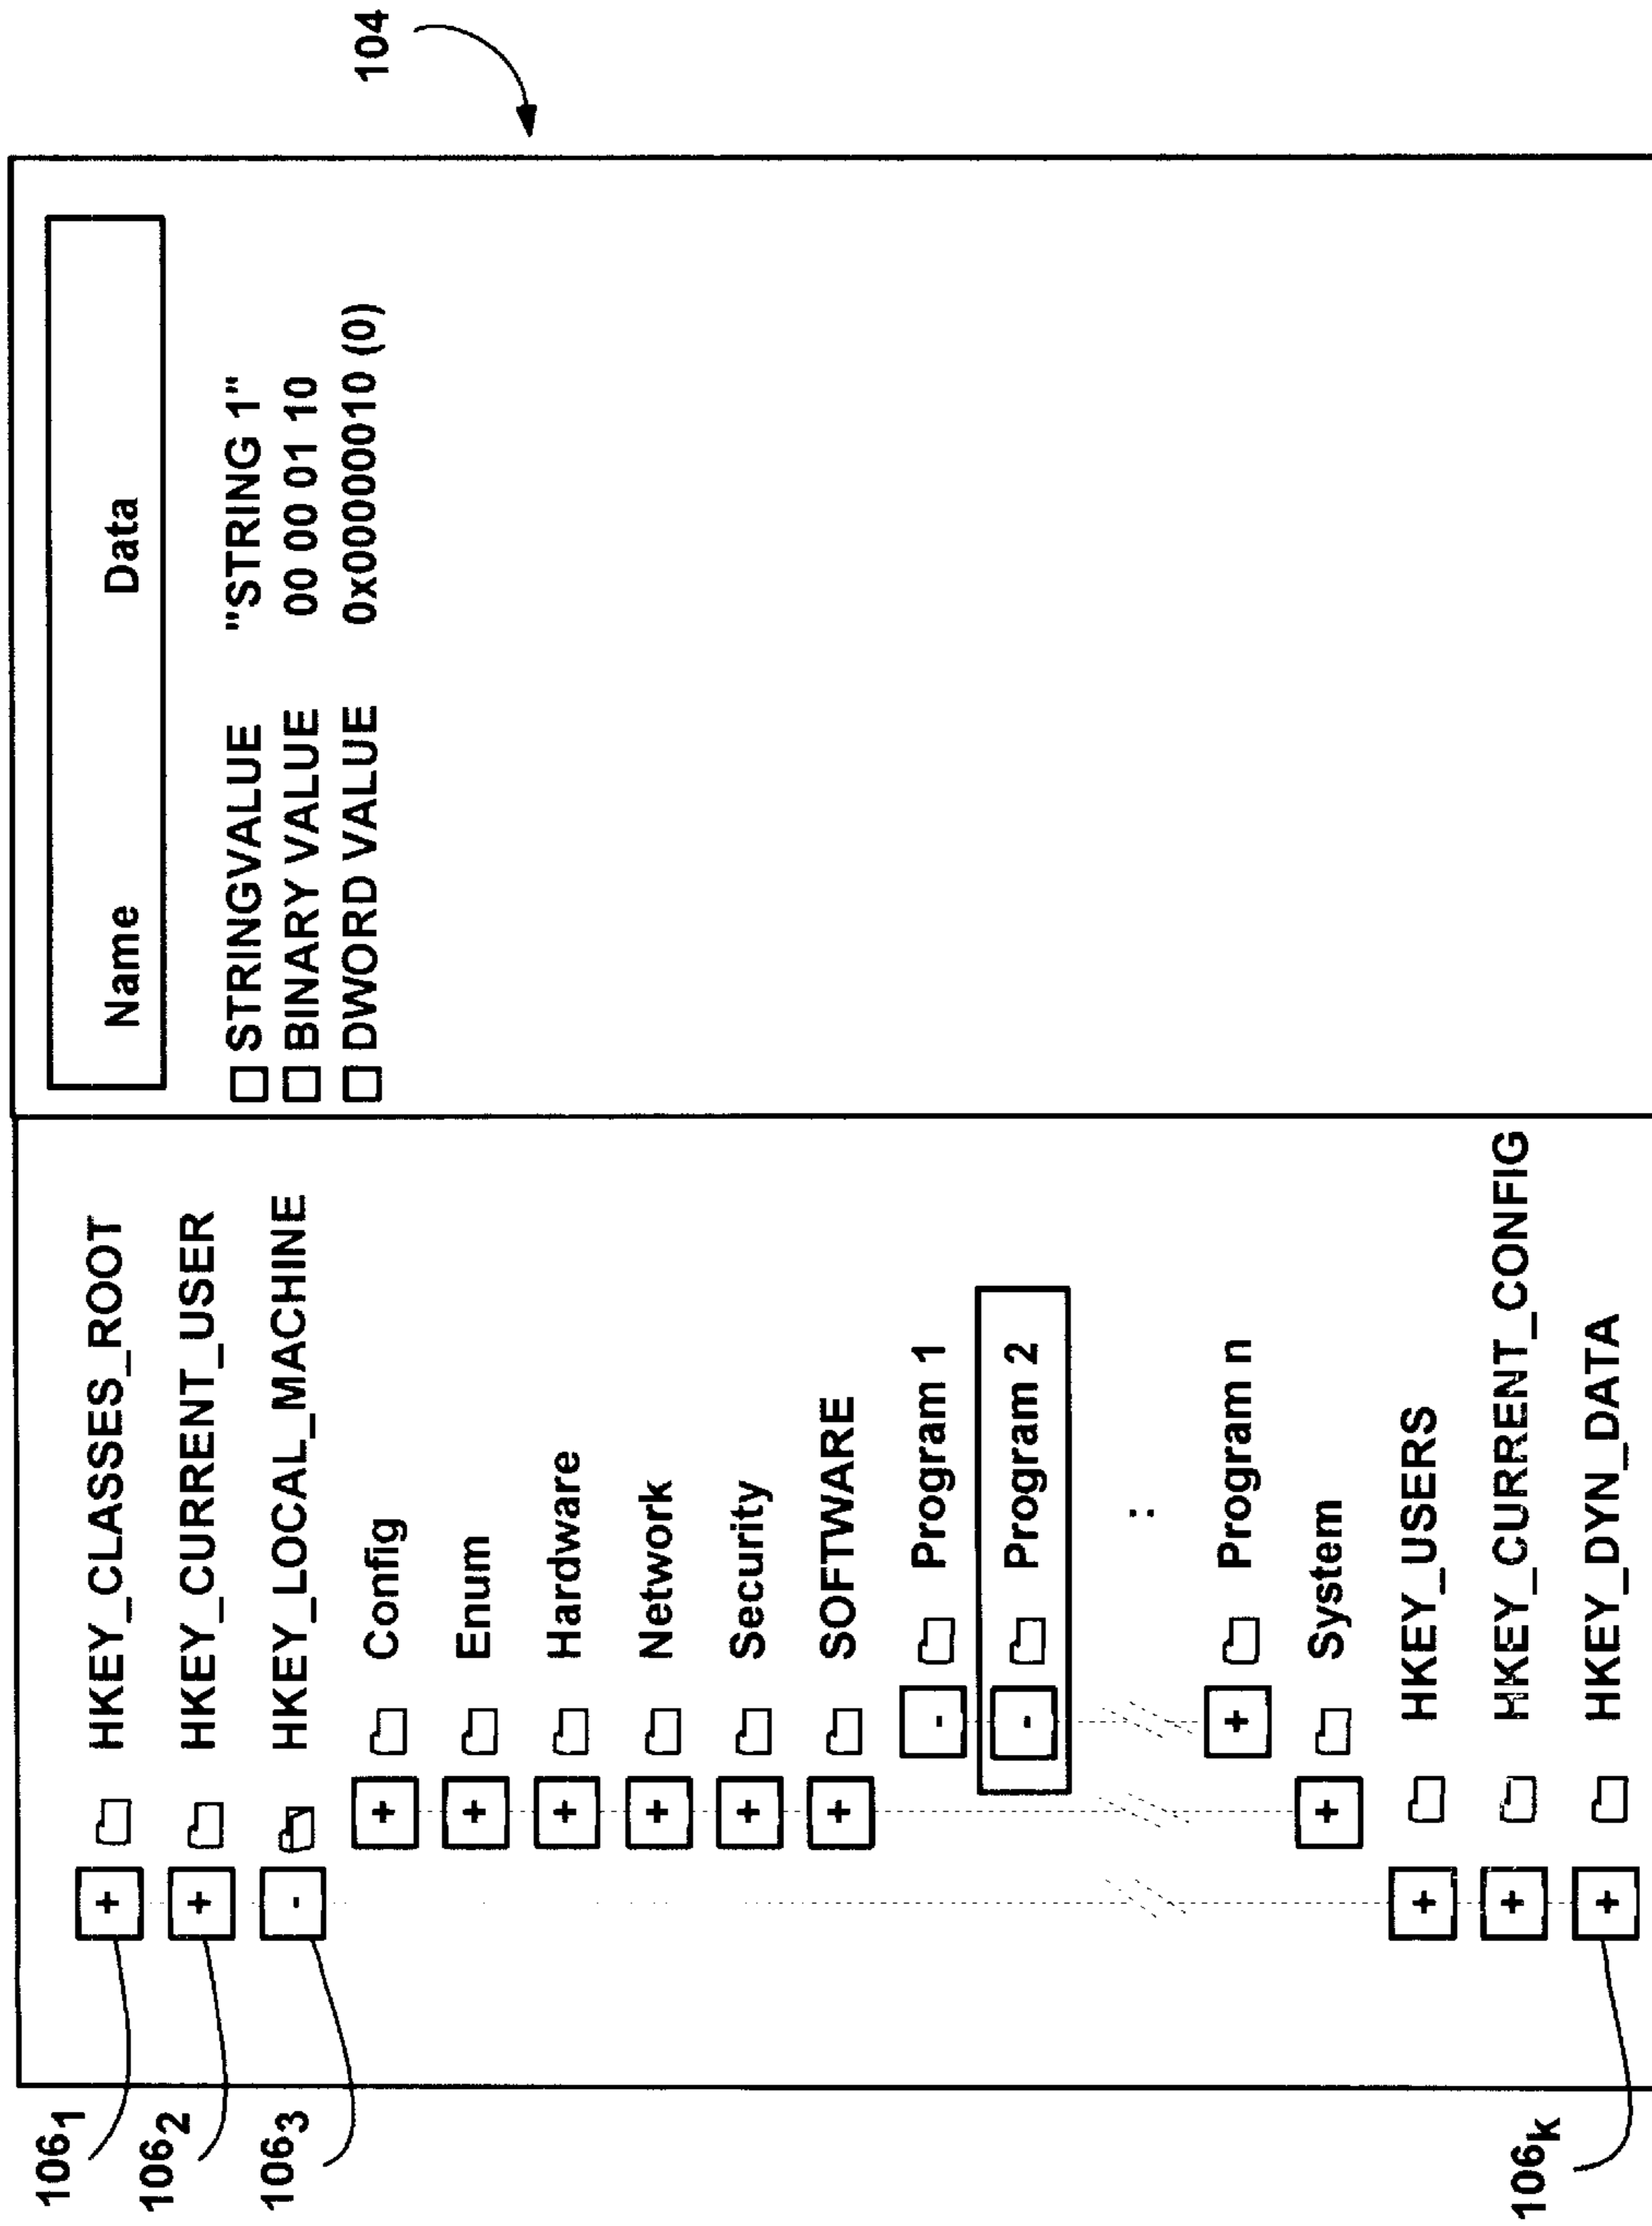 104
Name Data
STRINGVALUE "STRING 1"
BINARY VALUE 00 00 01 10
DWORD VALUE 0x00000010 (0)
106₁ + HKEY_CLASSES_ROOT
106₂ + HKEY_CURRENT_USER
106₃ - HKEY_LOCAL_MACHINE
+ Config
+ Enum
+ Hardware
+ Network
+ Security
+ SOFTWARE
- Program 1
- Program 2
:
+ Program n
+ System
+ HKEY_USERS
+ HKEY_CURRENT_CONFIG
106ₖ + HKEY_DYN_DATA